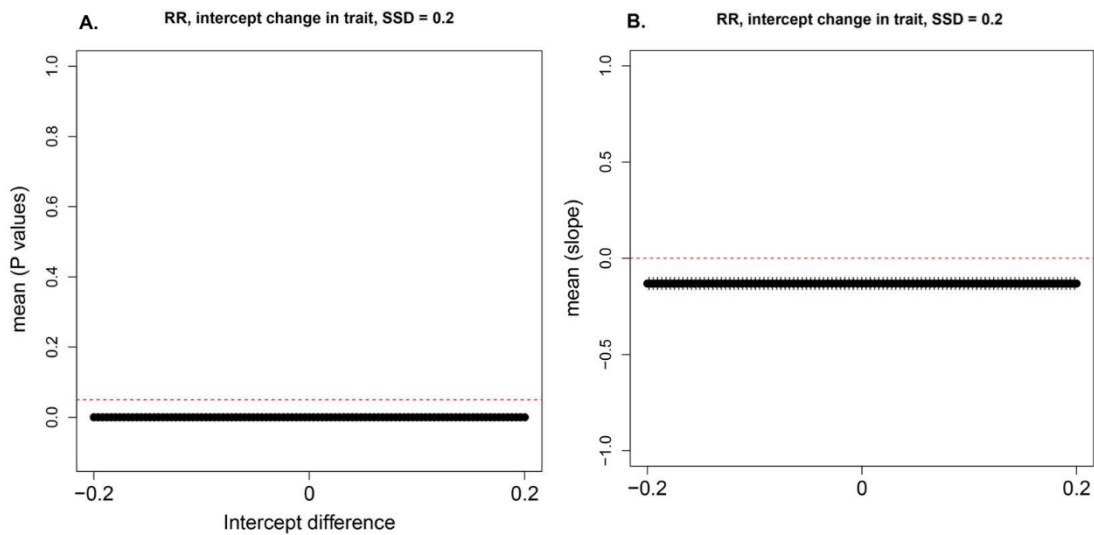 A.
RR, intercept change in trait, SSD = 0.2
mean (P values)
1.0
0.8
0.6
0.4
0.2
0.0
−0.2
0
0.2
Intercept difference
B.
RR, intercept change in trait, SSD = 0.2
mean (slope)
1.0
0.5
0.0
−0.5
−1.0
−0.2
0
0.2